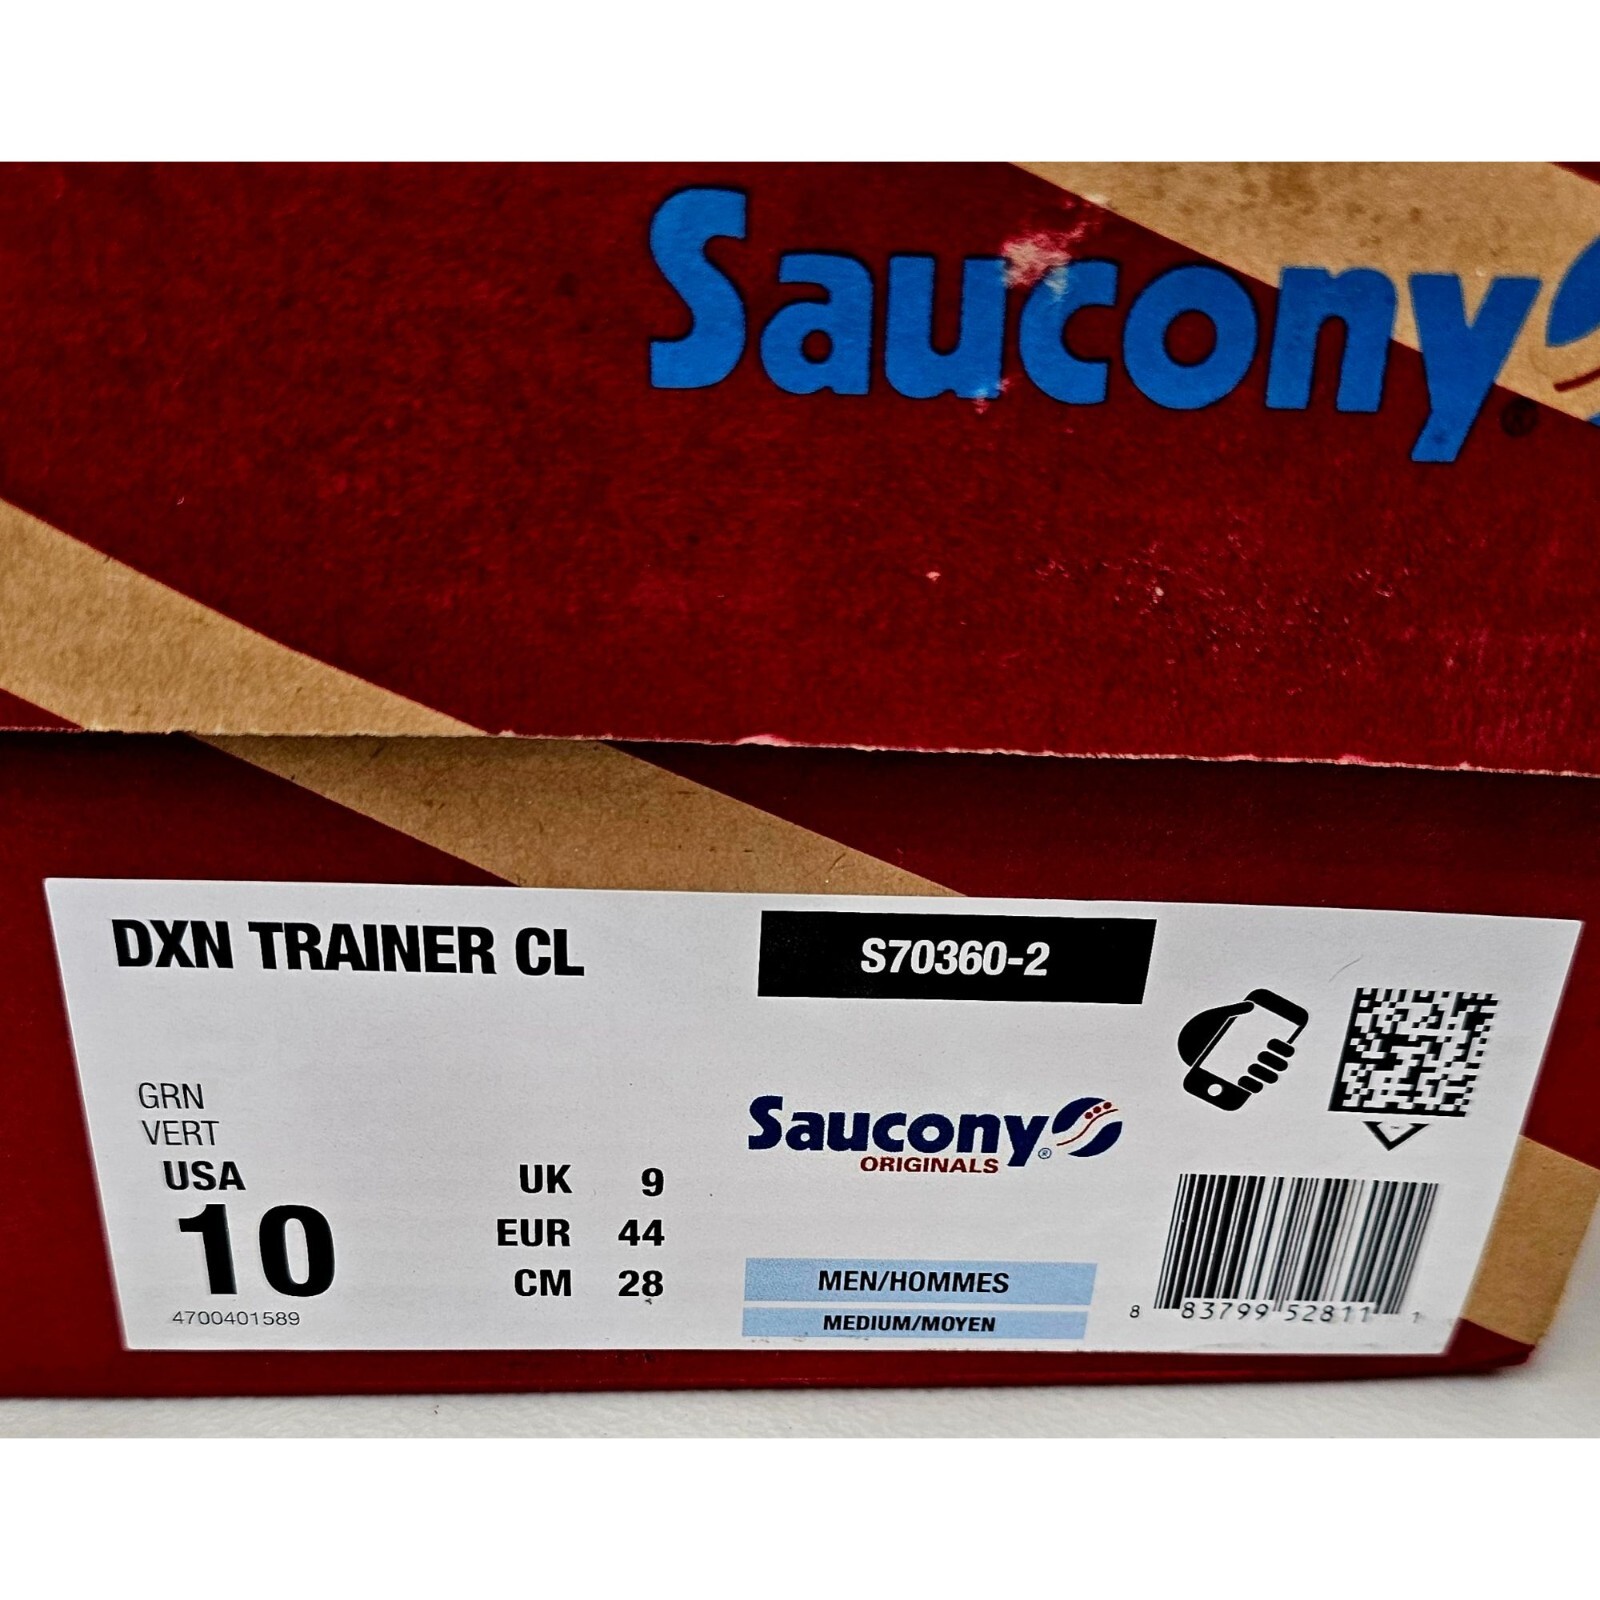 Saucony®
DXN TRAINER CL
S70360-2
GRN
VERT
USA
10
4700401589
UK 9
EUR 44
CM 28
Saucony®
ORIGINALS
MEN/HOMMES
MEDIUM/MOYEN
8 83799 52811 1